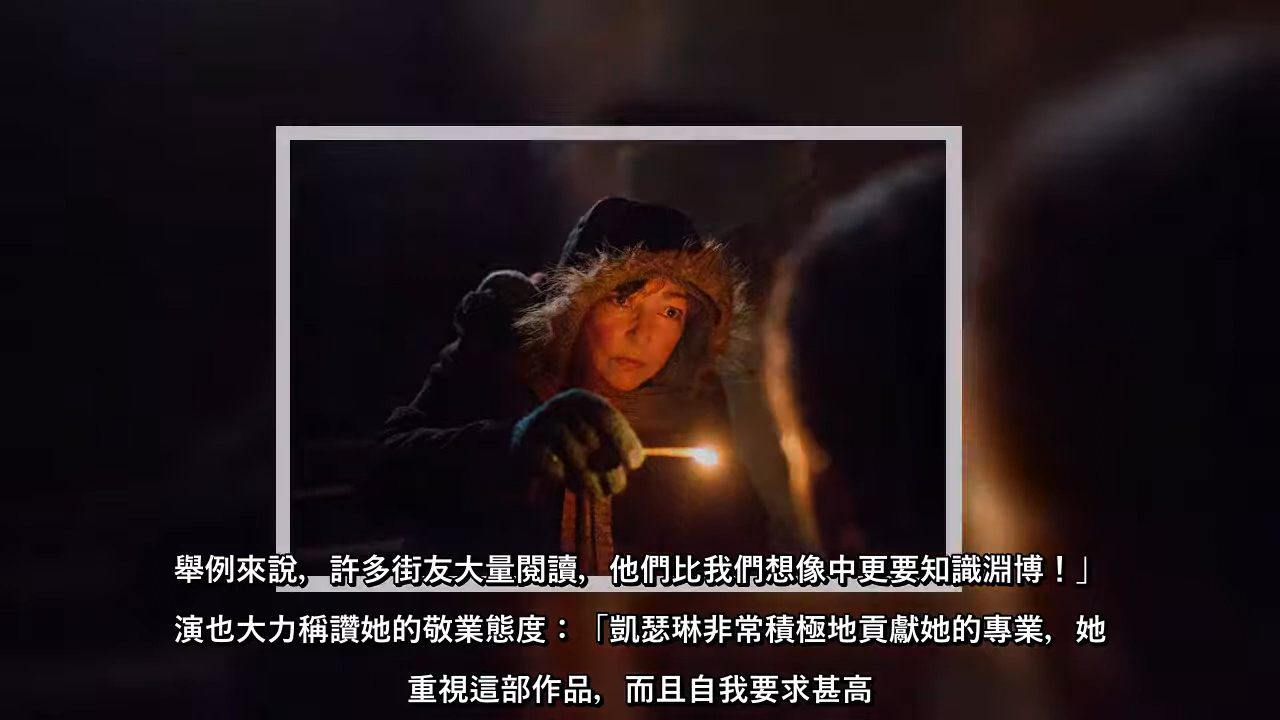 舉例來說，許多街友大量閱讀，他們比我們想像中更要知識淵博！」
演也大力稱讚她的敬業態度：「凱瑟琳非常積極地貢獻她的專業，她
重視這部作品，而且自我要求甚高